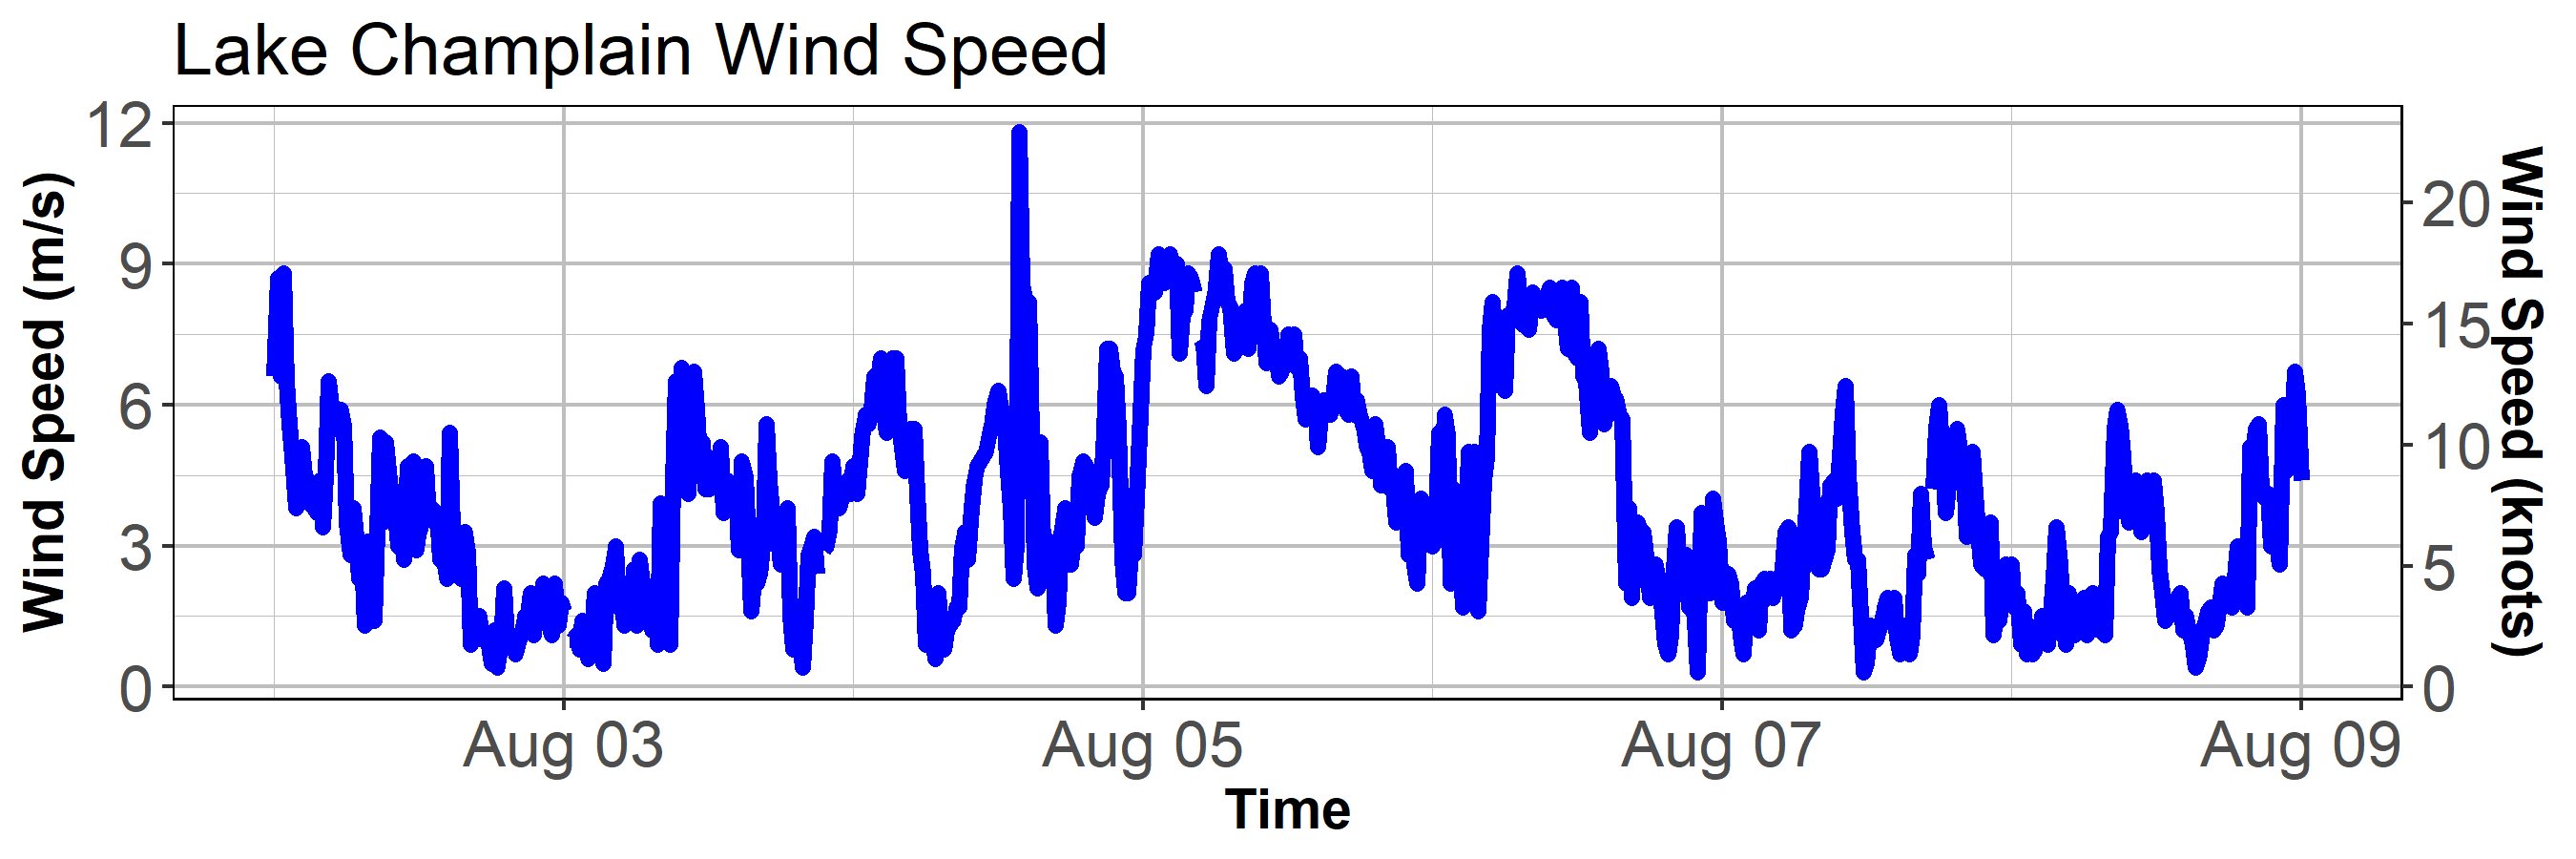 Lake Champlain Wind Speed
Wind Speed (m/s)
12
9
6
3
0
20
15
10
5
0
Wind Speed (knots)
Aug 03
Aug 05
Aug 07
Aug 09
Time